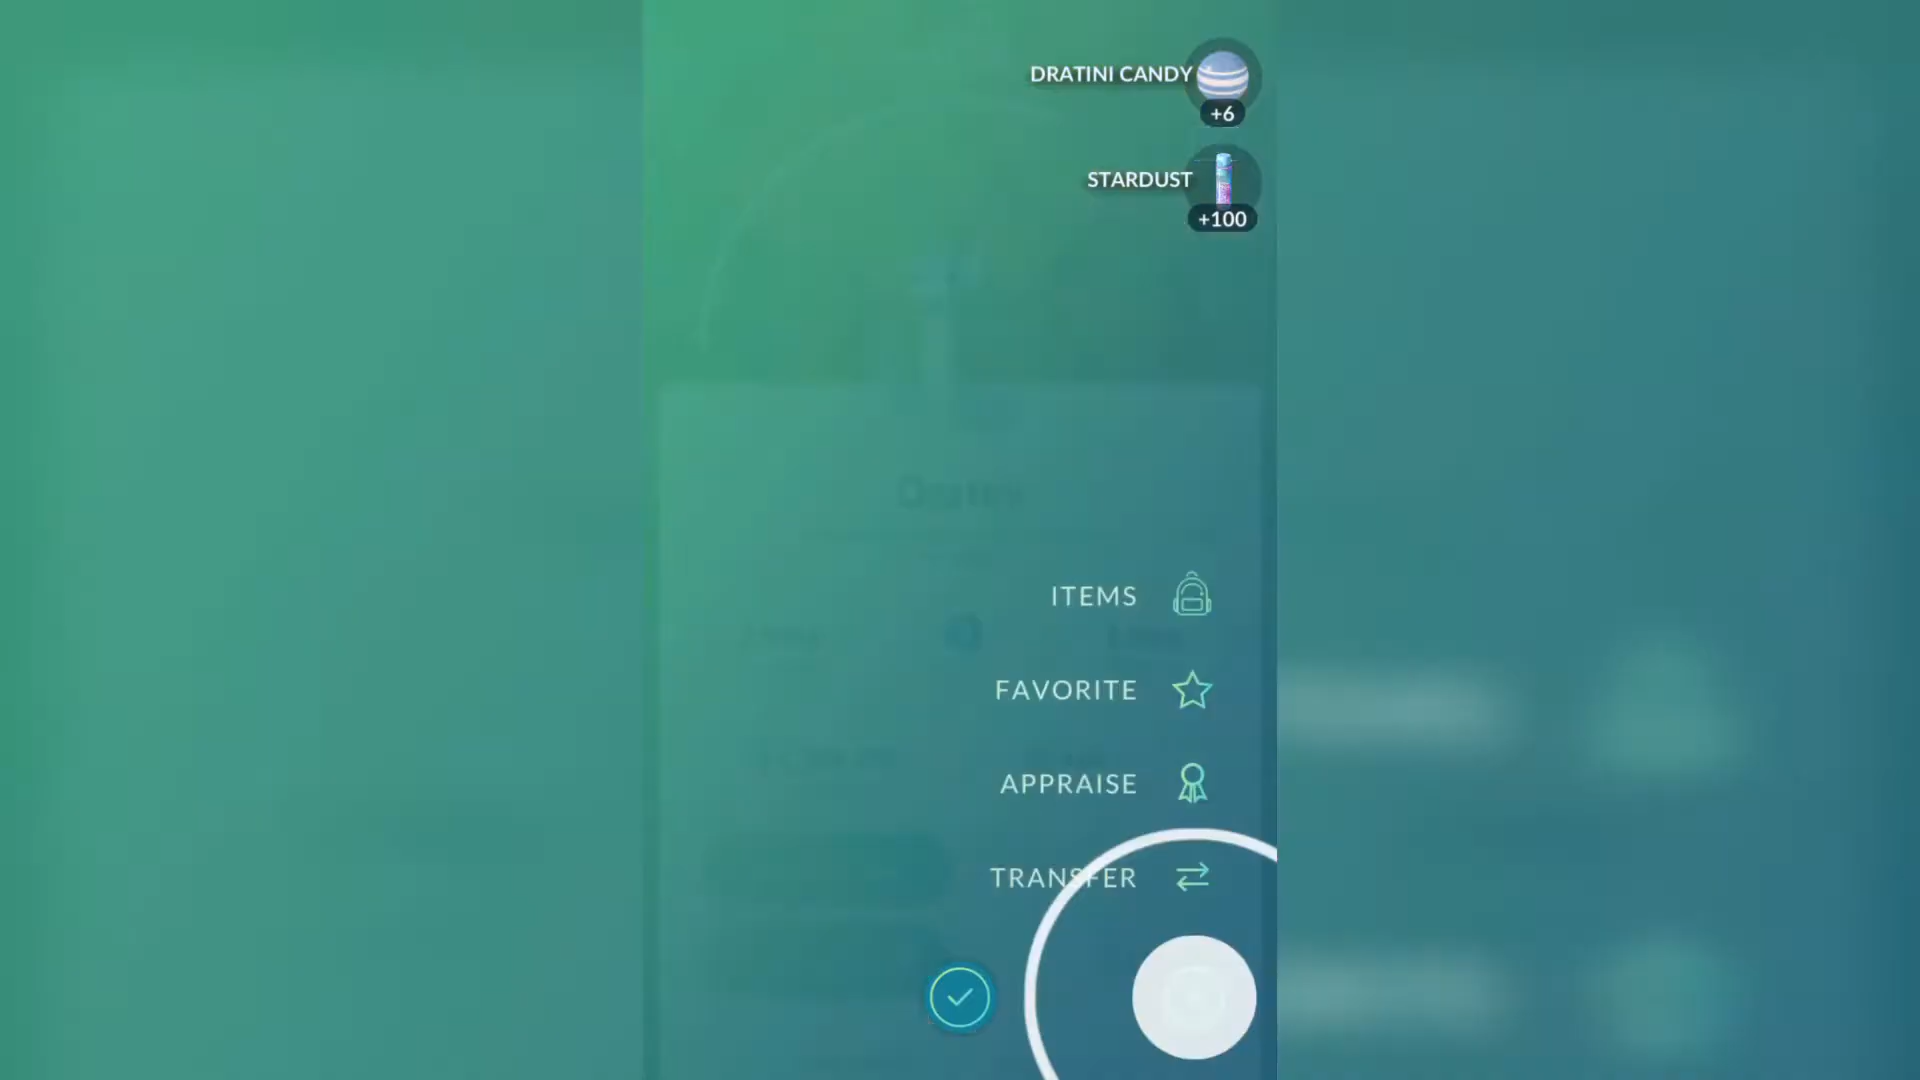 DRATINI CANDY
+6
STARDUST
+100
ITEMS
FAVORITE
APPRAISE
TRANSFER